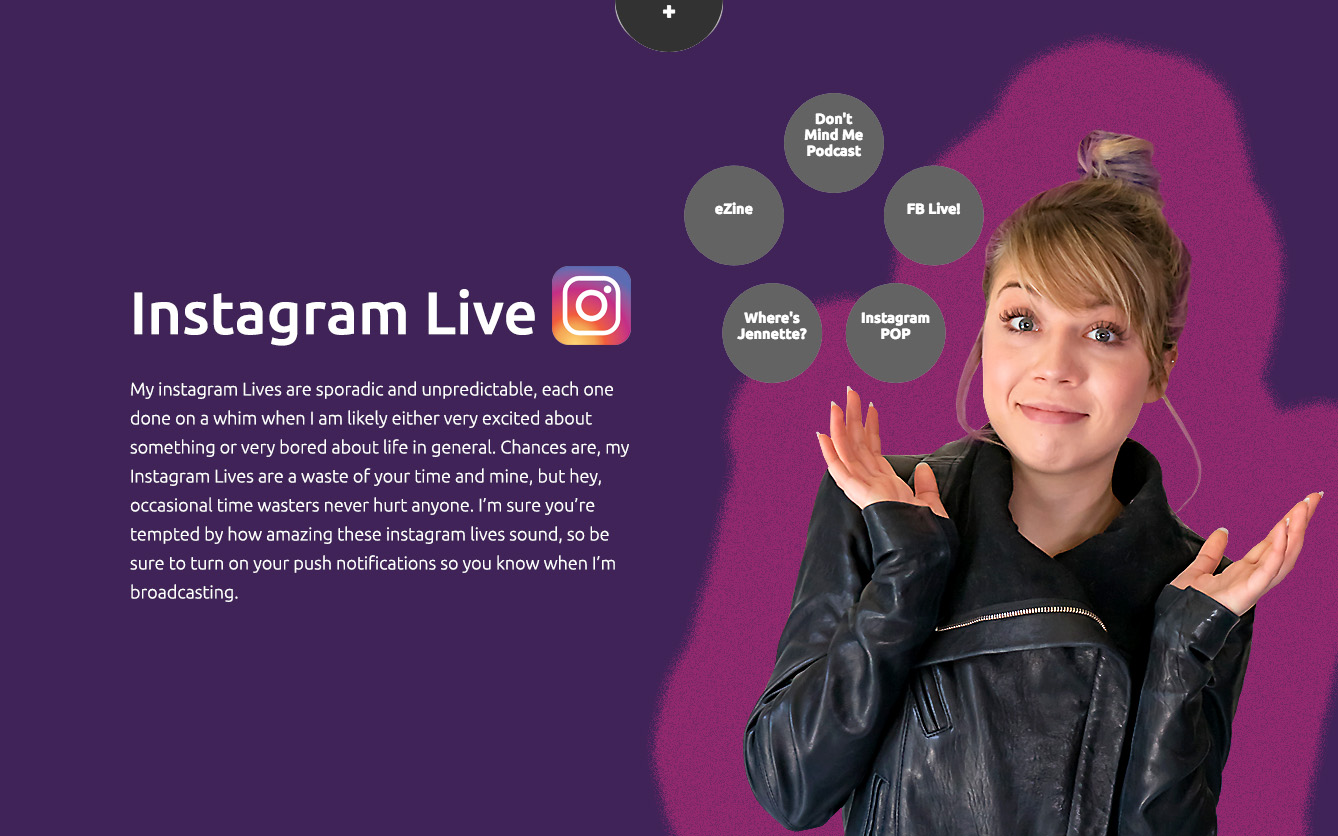 +
Don't
Mind Me
Podcast
eZine
FB Live!
Where's
Jennette?
Instagram
POP
Instagram Live
My instagram Lives are sporadic and unpredictable, each one
done on a whim when I am likely either very excited about
something or very bored about life in general. Chances are, my
Instagram Lives are a waste of your time and mine, but hey,
occasional time wasters never hurt anyone. I’m sure you’re
tempted by how amazing these instagram lives sound, so be
sure to turn on your push notifications so you know when I’m
broadcasting.